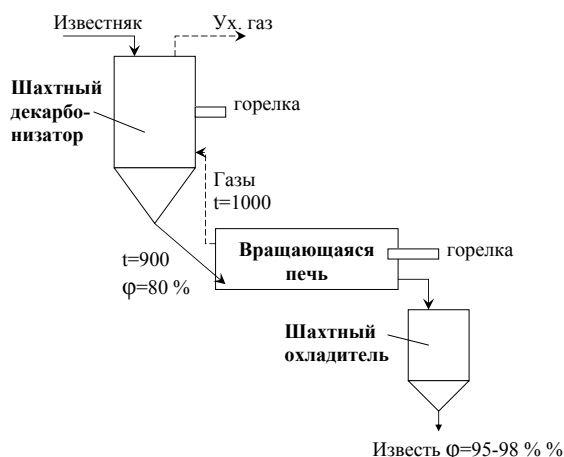 Известняк
Ух. газ
Шахтный
декарбо-
низатор
горелка
Газы
t=1000
t=900
φ=80 %
Вращающаяся
печь
горелка
Шахтный
охладитель
Известь φ=95-98 % %